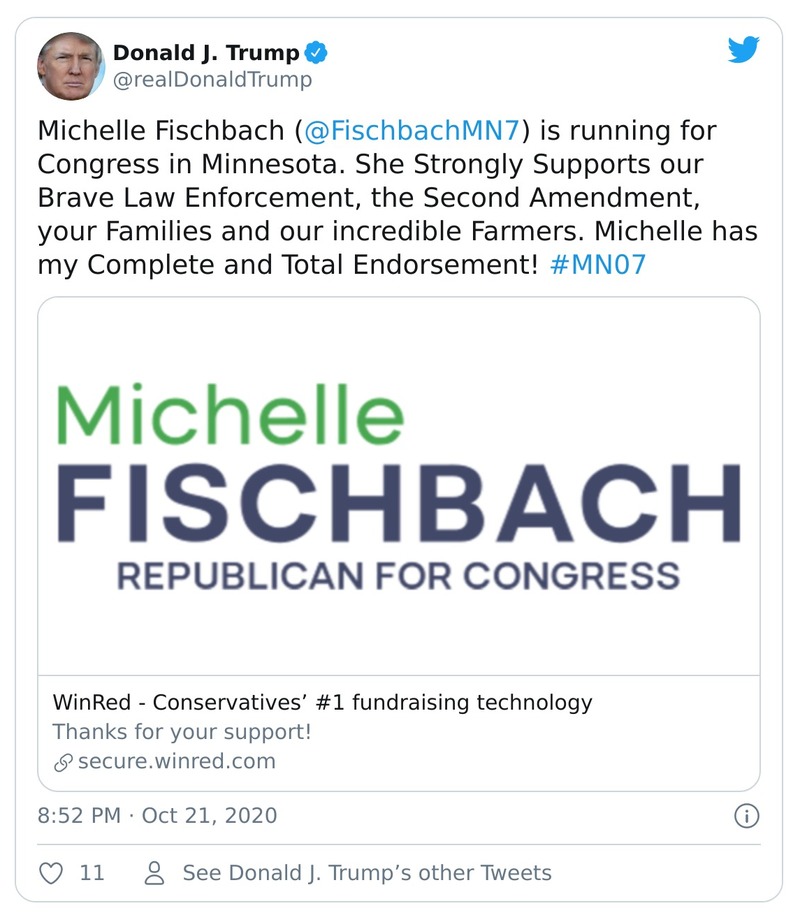 Donald J. Trump
@realDonaldTrump
Michelle Fischbach (@FischbachMN7) is running for
Congress in Minnesota. She Strongly Supports our
Brave Law Enforcement, the Second Amendment,
your Families and our incredible Farmers. Michelle has
my Complete and Total Endorsement! #MN07
Michelle
FISCHBACH
REPUBLICAN FOR CONGRESS
WinRed - Conservatives’ #1 fundraising technology
Thanks for your support!
secure.winred.com
8:52 PM · Oct 21, 2020
11 See Donald J. Trump’s other Tweets